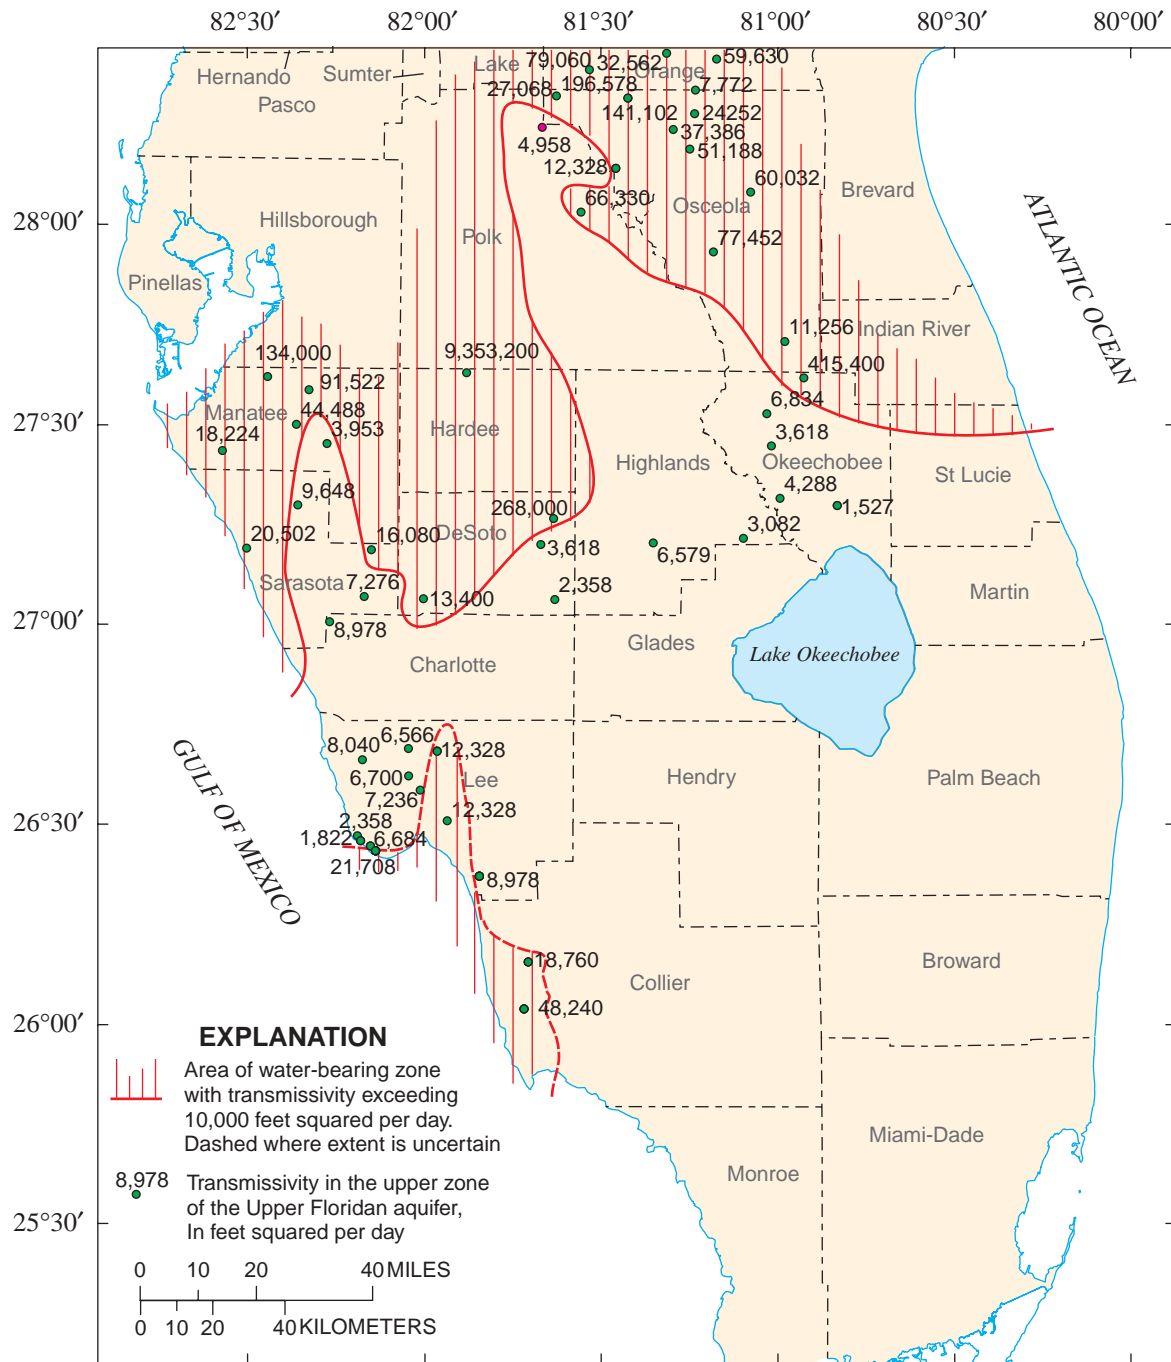 82°30′ 82°00′ 81°30′ 81°00′ 80°30′ 80°00′
Hernando
Sumter
Lake
79,060
32,562
Orange
59,630
Pasco
27,068
196,578
7,772
141,102
24252
4,958
37,386
51,188
12,328
60,032
Brevard
66,330
Osceola
28°00′
Hillsborough
Polk
77,452
ATLANTIC OCEAN
Pinellas
11,256
Indian River
134,000
9,353,200
415,400
91,522
27°30′
Manatee
44,488
6,834
18,224
3,953
Hardee
3,618
Highlands
Okeechobee
St Lucie
9,648
4,288
1,527
268,000
20,502
16,080
DeSoto
3,618
6,579
3,082
Sarasota
7,276
13,400
2,358
Martin
27°00′
8,978
Charlotte
Glades
Lake Okeechobee
8,040
6,566
12,328
GULF OF MEXICO
6,700
Lee
Hendry
Palm Beach
7,236
12,328
26°30′
2,358
1,822
6,684
21,708
8,978
18,760
Collier
Broward
48,240
26°00′
EXPLANATION
Area of water-bearing zone
with transmissivity exceeding
10,000 feet squared per day.
Dashed where extent is uncertain
Miami-Dade
Monroe
8,978
Transmissivity in the upper zone
of the Upper Floridan aquifer,
In feet squared per day
25°30′
0 10 20 40 MILES
0 10 20 40 KILOMETERS